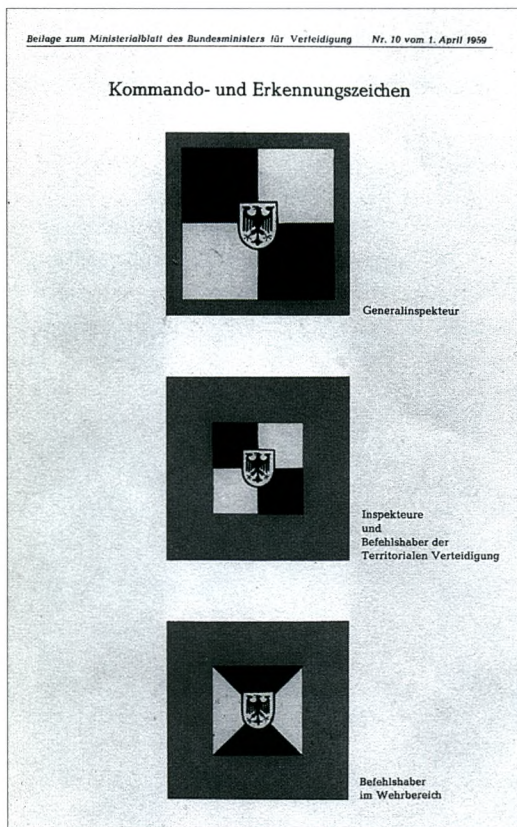 Beilage zum Ministerialblatt des Bundesministers für Verteidigung Nr. 10 vom 1. April 1959
Kommando- und Erkennungszeichen
Generalinspekteur
Inspekteure
und
Befehlshaber der
Territorialen Verteidigung
Befehlshaber
im Wehrbereich